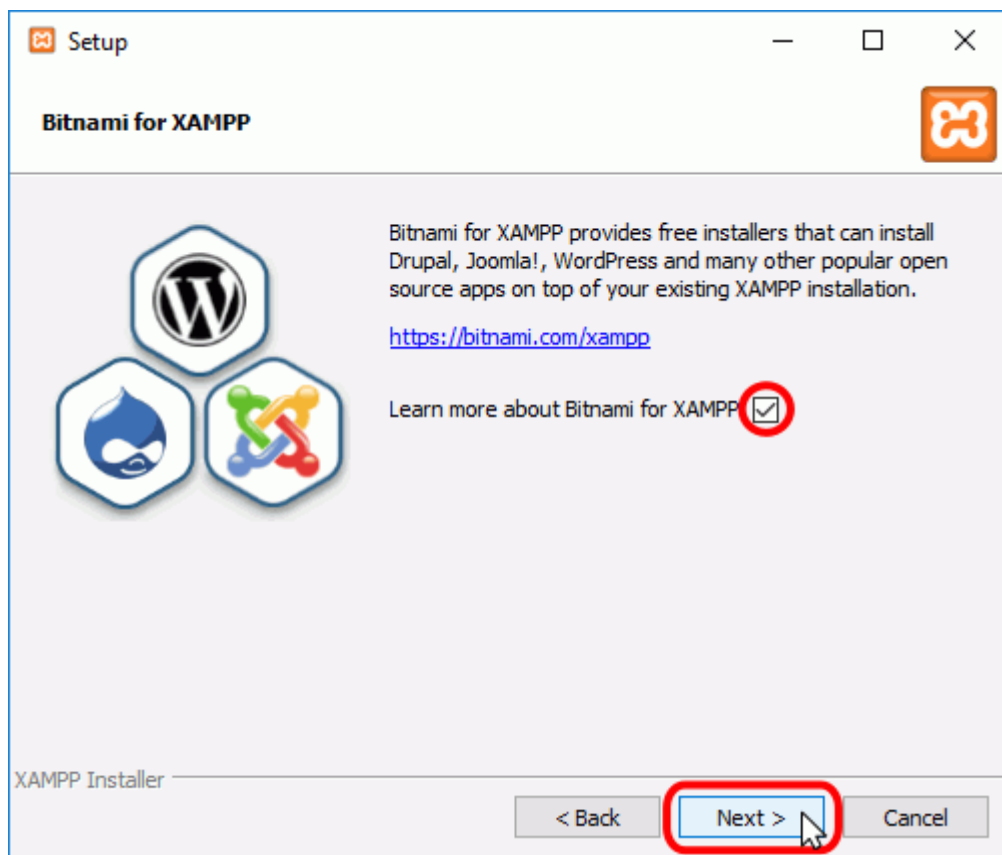 Setup
Bitnami for XAMPP
Bitnami for XAMPP provides free installers that can install
Drupal, Joomla!, WordPress and many other popular open
source apps on top of your existing XAMPP installation.
https://bitnami.com/xampp
Learn more about Bitnami for XAMPP
XAMPP Installer
< Back
Next >
Cancel